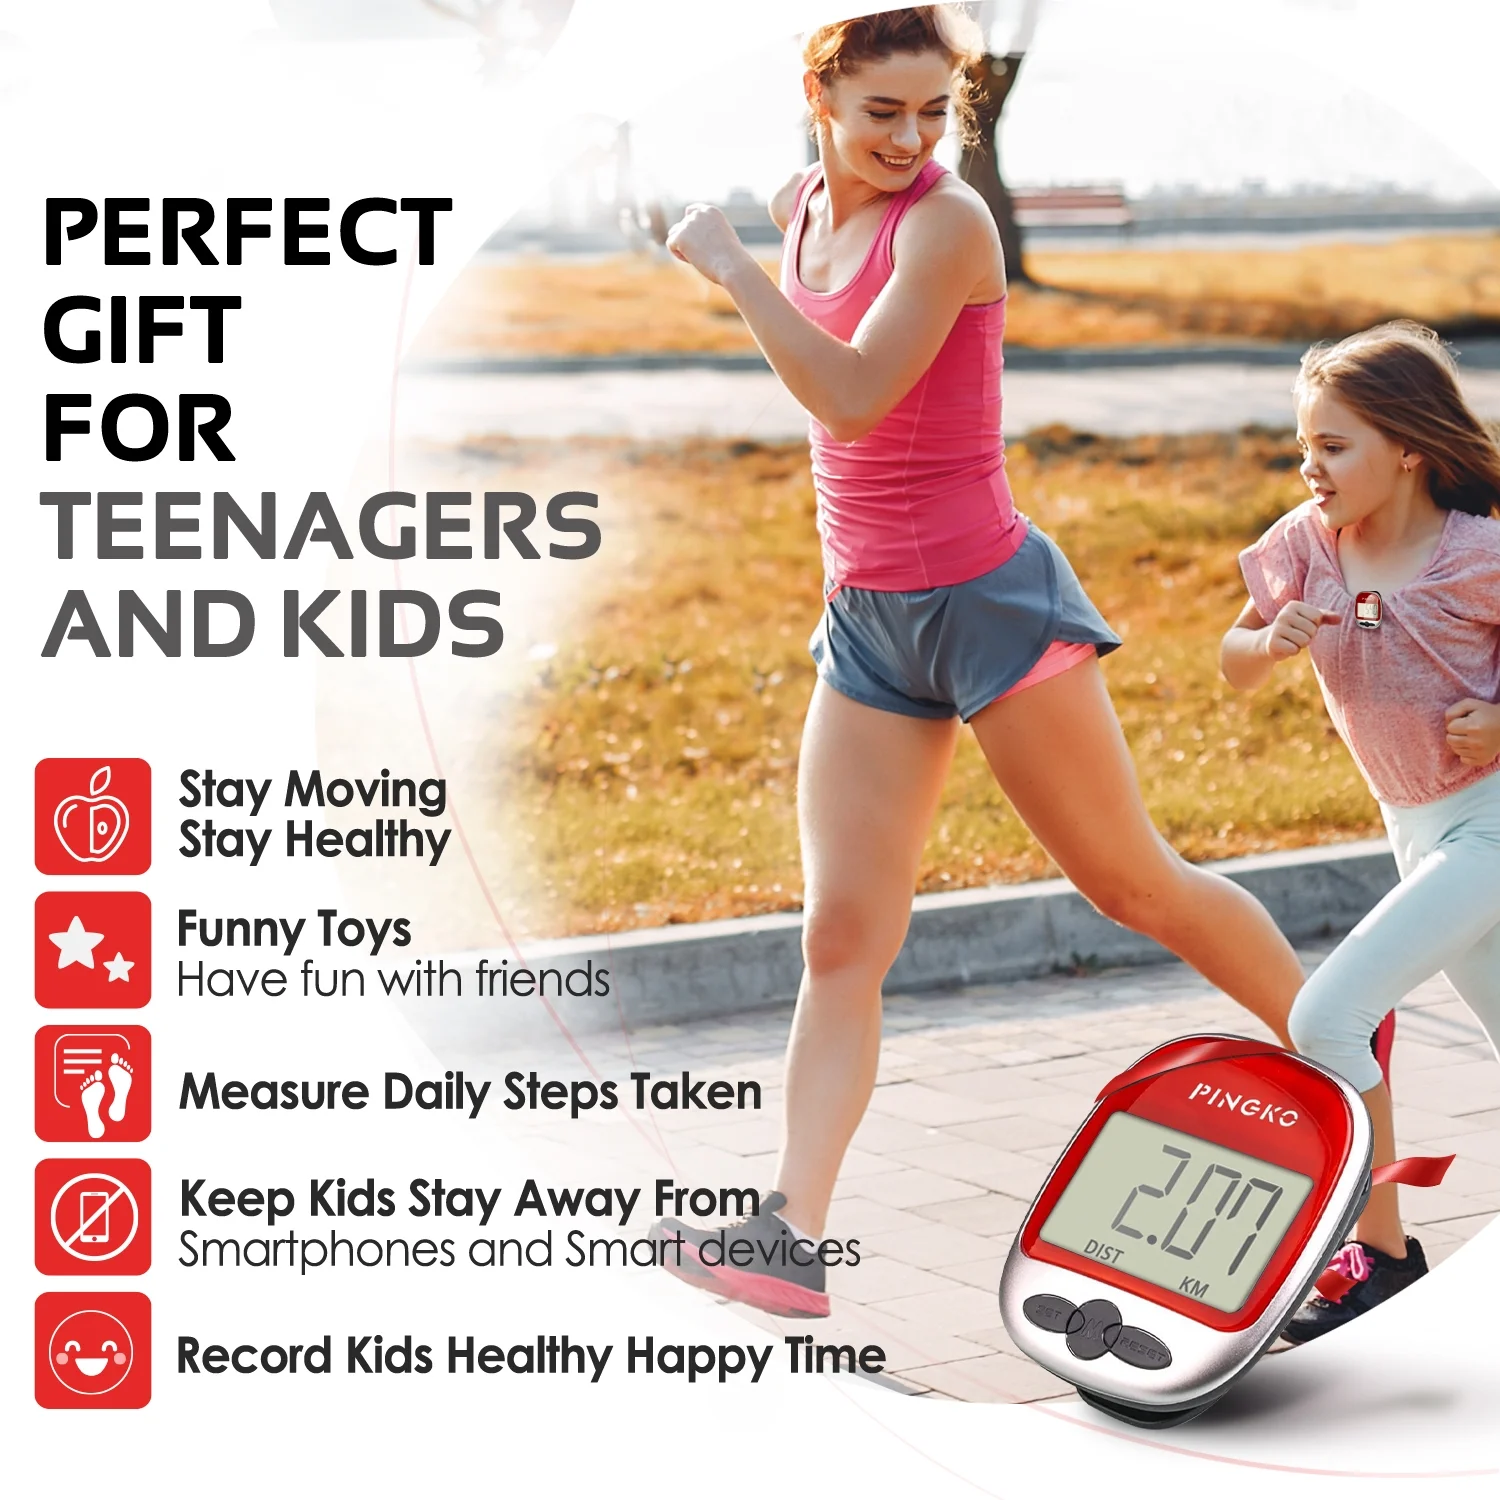 PERFECT
GIFT
FOR
TEENAGERS
AND KIDS
Stay Moving
Stay Healthy
Funny Toys
Have fun with friends
Measure Daily Steps Taken
Keep Kids Stay Away From
Smartphones and Smart devices
Record Kids Healthy Happy Time
PINGKO
2.07
DIST
KM
SET
M
RESET